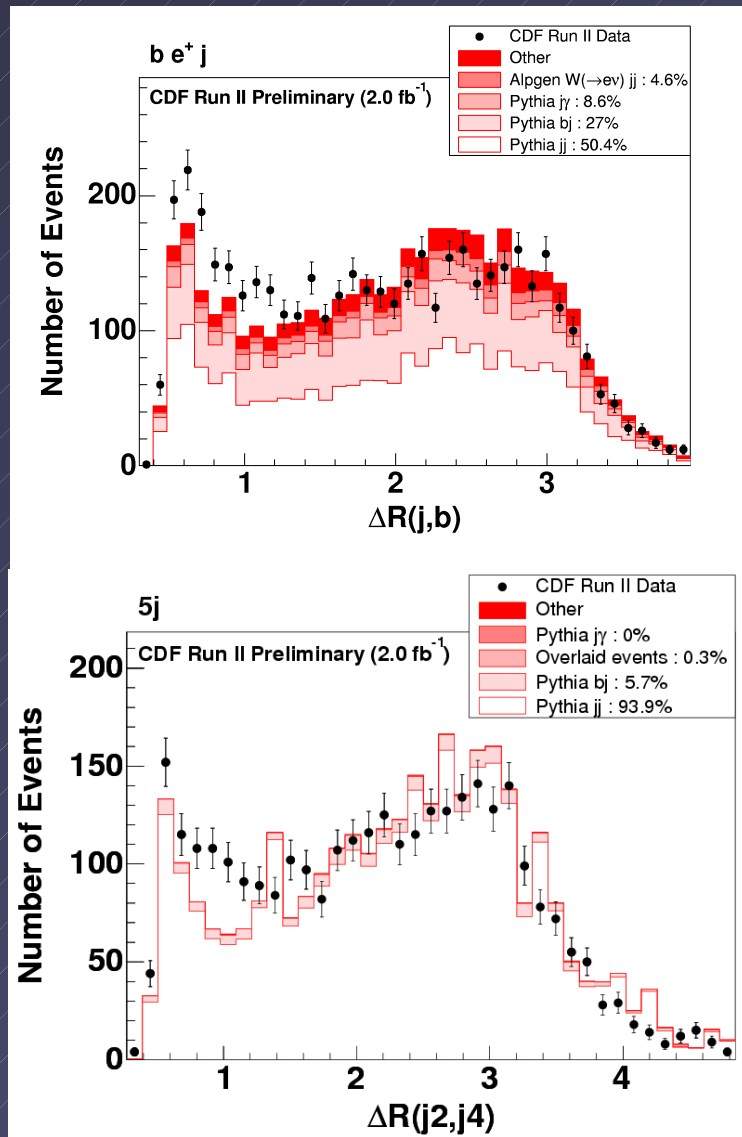 b e⁺ j
CDF Run II Data
Other
Alpgen W(→eν) jj : 4.6%
Pythia jγ : 8.6%
Pythia bj : 27%
Pythia jj : 50.4%
CDF Run II Preliminary (2.0 fb⁻¹)
Number of Events
200
100
0
1 2 3
ΔR(j,b)
5j
CDF Run II Data
Other
Pythia jγ : 0%
Overlaid events : 0.3%
Pythia bj : 5.7%
Pythia jj : 93.9%
CDF Run II Preliminary (2.0 fb⁻¹)
Number of Events
200
150
100
50
0
1 2 3 4
ΔR(j2,j4)